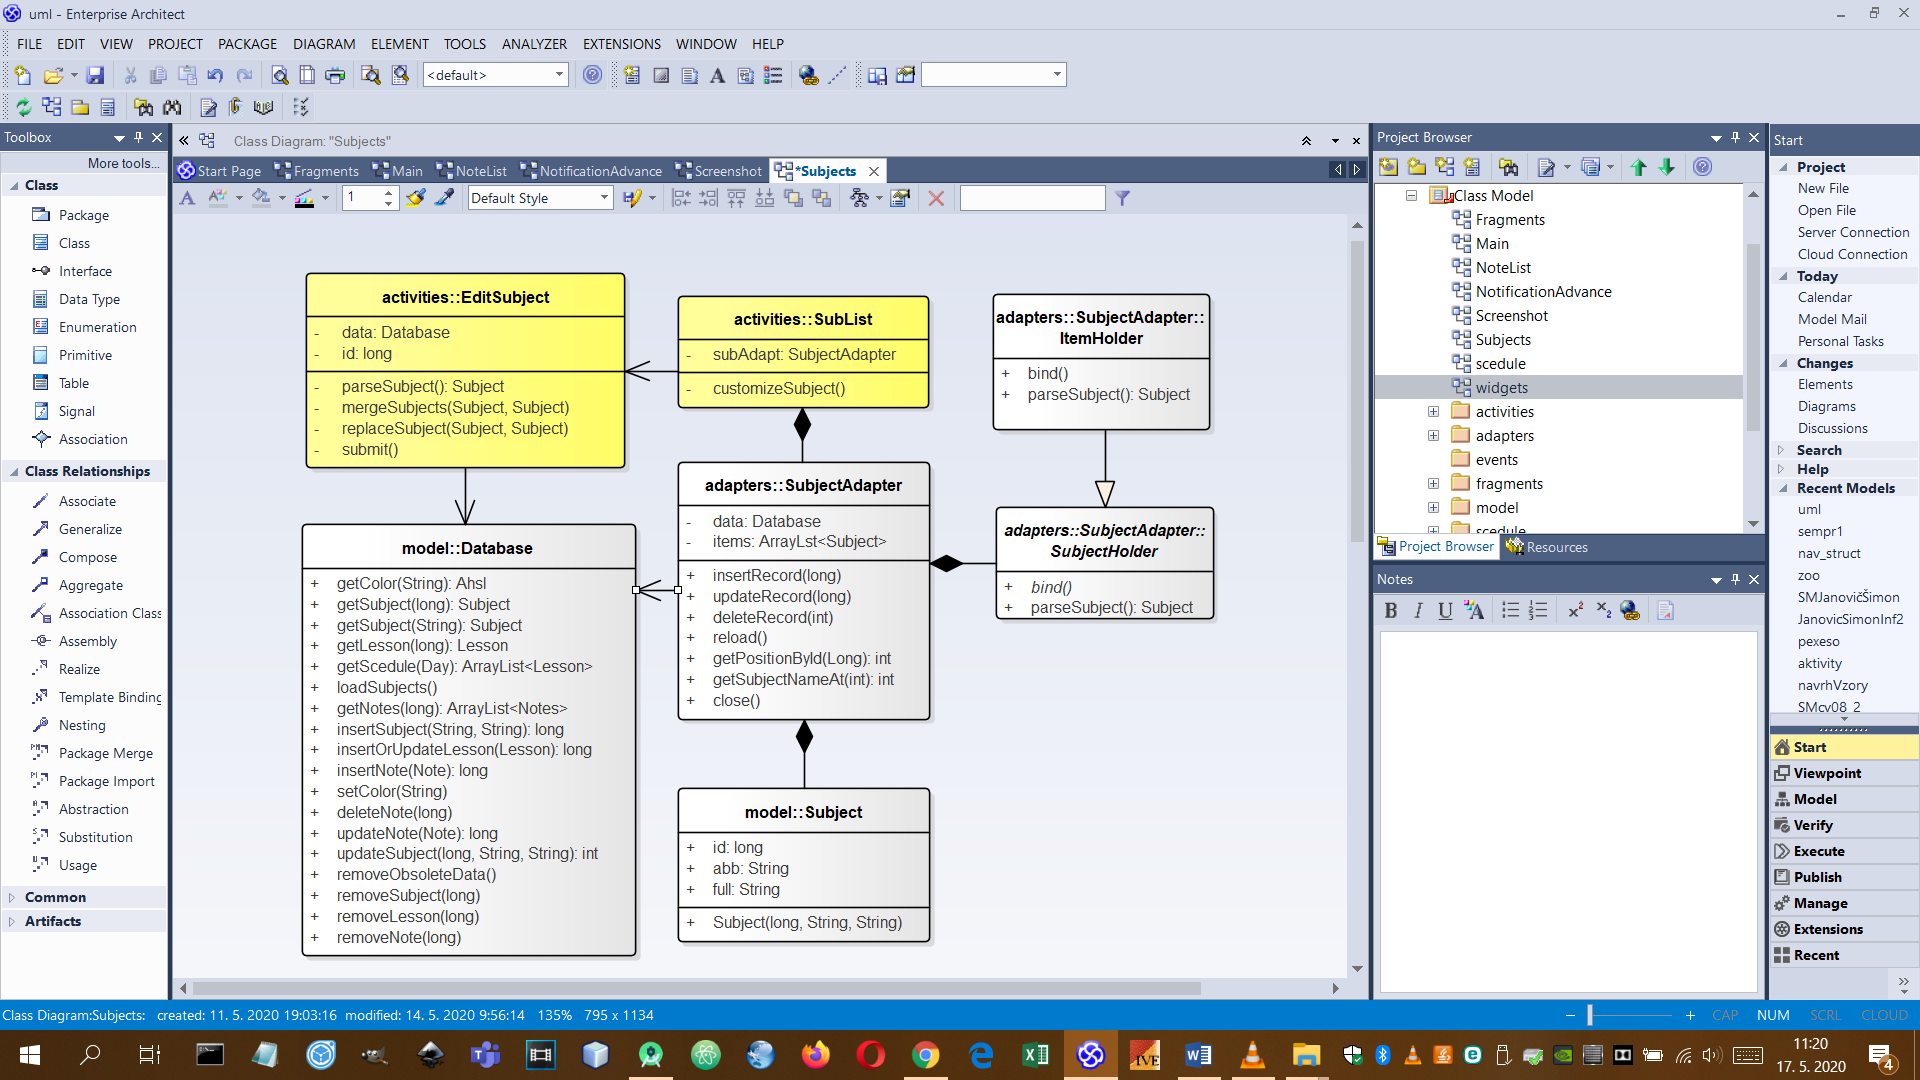 uml - Enterprise Architect
FILE EDIT VIEW PROJECT PACKAGE DIAGRAM ELEMENT TOOLS ANALYZER EXTENSIONS WINDOW HELP
<default>
Toolbox
More tools...
Class
Package
Class
Interface
Data Type
Enumeration
Primitive
Table
Signal
Association
Class Relationships
Associate
Generalize
Compose
Aggregate
Association Class
Assembly
Realize
Template Binding
Nesting
Package Merge
Package Import
Abstraction
Substitution
Usage
Common
Artifacts
Class Diagram: "Subjects"
Start Page Fragments Main NoteList NotificationAdvance Screenshot *Subjects
1 Default Style
activities::EditSubject
- data: Database
- id: long
- parseSubject(): Subject
- mergeSubjects(Subject, Subject)
- replaceSubject(Subject, Subject)
- submit()
activities::SubList
- subAdapt: SubjectAdapter
- customizeSubject()
adapters::SubjectAdapter::
ItemHolder
+ bind()
+ parseSubject(): Subject
adapters::SubjectAdapter
- data: Database
- items: ArrayLst<Subject>
+ insertRecord(long)
+ updateRecord(long)
+ deleteRecord(int)
+ reload()
+ getPositionById(Long): int
+ getSubjectNameAt(int): int
+ close()
adapters::SubjectAdapter::
SubjectHolder
+ bind()
+ parseSubject(): Subject
model::Database
+ getColor(String): Ahsl
+ getSubject(long): Subject
+ getSubject(String): Subject
+ getLesson(long): Lesson
+ getScedule(Day): ArrayList<Lesson>
+ loadSubjects()
+ getNotes(long): ArrayList<Notes>
+ insertSubject(String, String): long
+ insertOrUpdateLesson(Lesson): long
+ insertNote(Note): long
+ setColor(String)
+ deleteNote(long)
+ updateNote(Note): long
+ updateSubject(long, String, String): int
+ removeObsoleteData()
+ removeSubject(long)
+ removeLesson(long)
+ removeNote(long)
model::Subject
+ id: long
+ abb: String
+ full: String
+ Subject(long, String, String)
Project Browser
Class Model
Fragments
Main
NoteList
NotificationAdvance
Screenshot
Subjects
scedule
widgets
activities
adapters
events
fragments
model
scedule
Project Browser Resources
Notes
B I U
Start
Project
New File
Open File
Server Connection
Cloud Connection
Today
Calendar
Model Mail
Personal Tasks
Changes
Elements
Diagrams
Discussions
Search
Help
Recent Models
uml
sempr1
nav_struct
zoo
SMJanovičŠimon
JanovicSimonInf2
pexeso
aktivity
navrhVzory
SMcv08_2
Start
Viewpoint
Model
Verify
Execute
Publish
Manage
Extensions
Recent
Class Diagram:Subjects: created: 11. 5. 2020 19:03:16 modified: 14. 5. 2020 9:56:14 135% 795 x 1134
CAP NUM SCRL CLOUD
IVE
11:20
17. 5. 2020
4